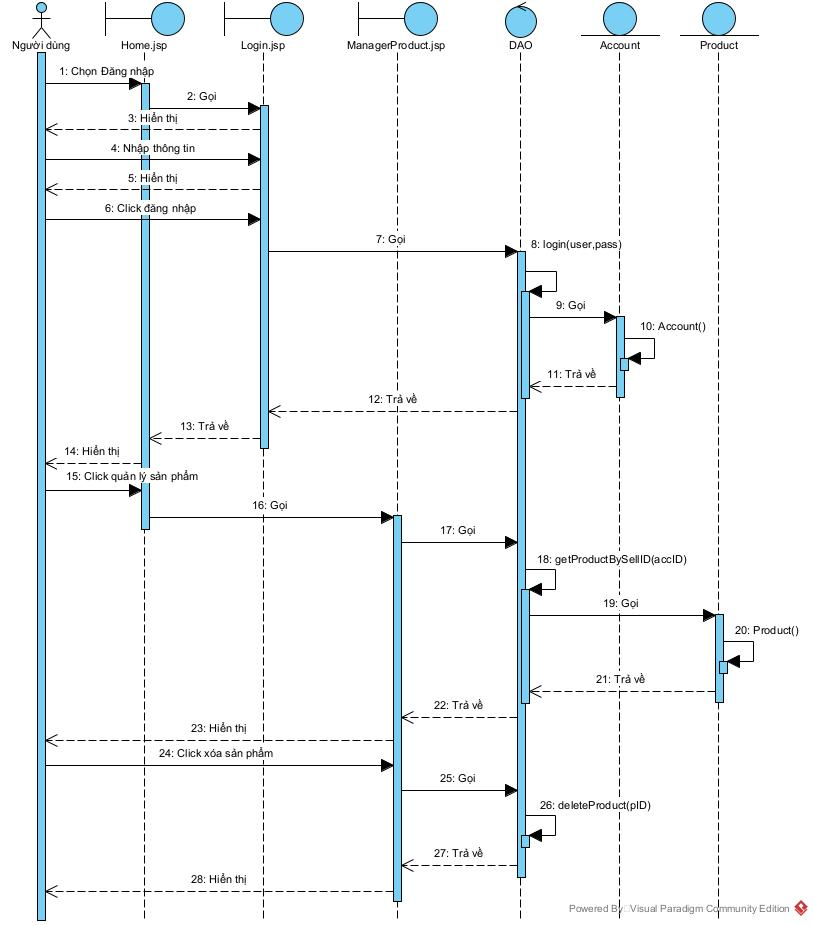 Người dùng
Home.jsp
Login.jsp
ManagerProduct.jsp
DAO
Account
Product
1: Chọn Đăng nhập
2: Gọi
3: Hiển thị
4: Nhập thông tin
5: Hiển thị
6: Click đăng nhập
7: Gọi
8: login(user,pass)
9: Gọi
10: Account()
11: Trả về
12: Trả về
13: Trả về
14: Hiển thị
15: Click quản lý sản phẩm
16: Gọi
17: Gọi
18: getProductBySellID(accID)
19: Gọi
20: Product()
21: Trả về
22: Trả về
23: Hiển thị
24: Click xóa sản phẩm
25: Gọi
26: deleteProduct(pID)
27: Trả về
28: Hiển thị
Powered By Visual Paradigm Community Edition